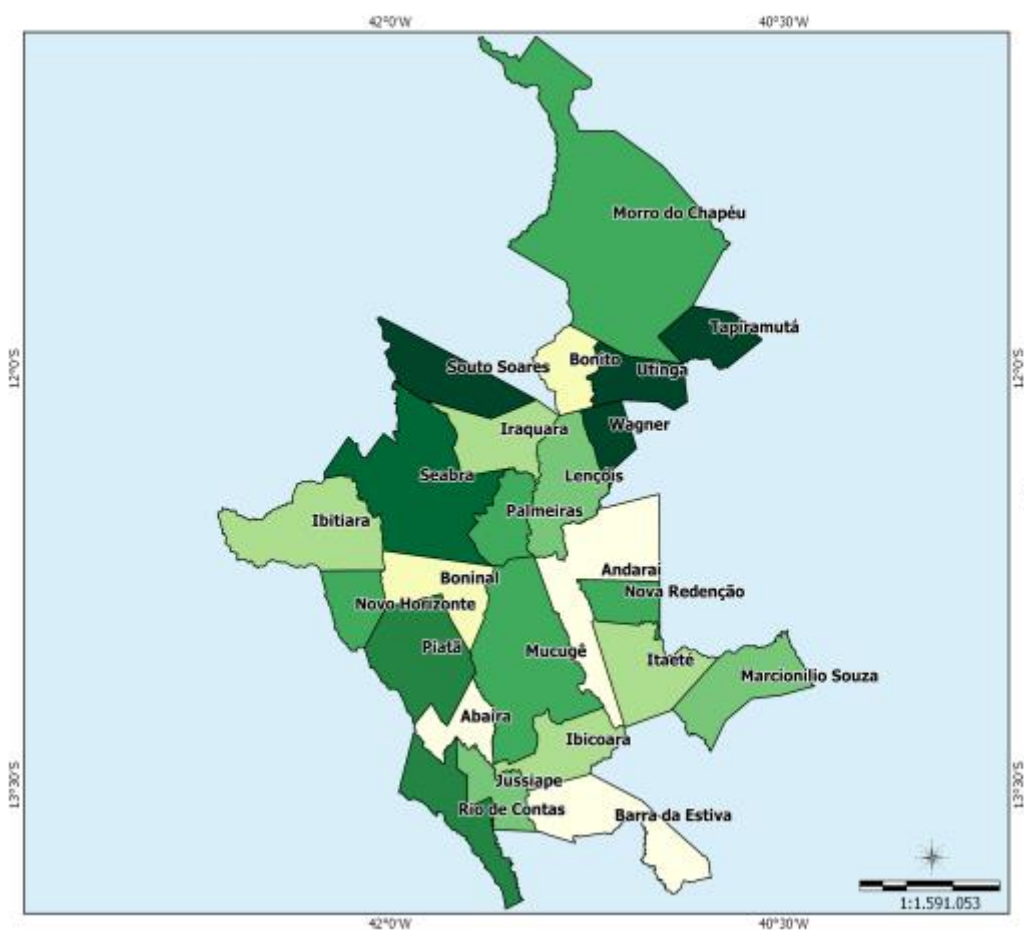 42°0'W
40°30'W
Morro do Chapéu
Tapiramutá
12°0'S
Souto Soares
Bonito
Utinga
12°0'S
Iraquara
Wagner
Seabra
Lençóis
Palmeiras
Ibitiara
Andaraí
Boninal
Nova Redenção
Novo Horizonte
Piatã
Mucugê
Itaeté
Marcionilio Souza
Abaíra
Ibicoara
13°30'S
Jussiape
13°30'S
Rio de Contas
Barra da Estiva
1:1.591.053
42°0'W
40°30'W